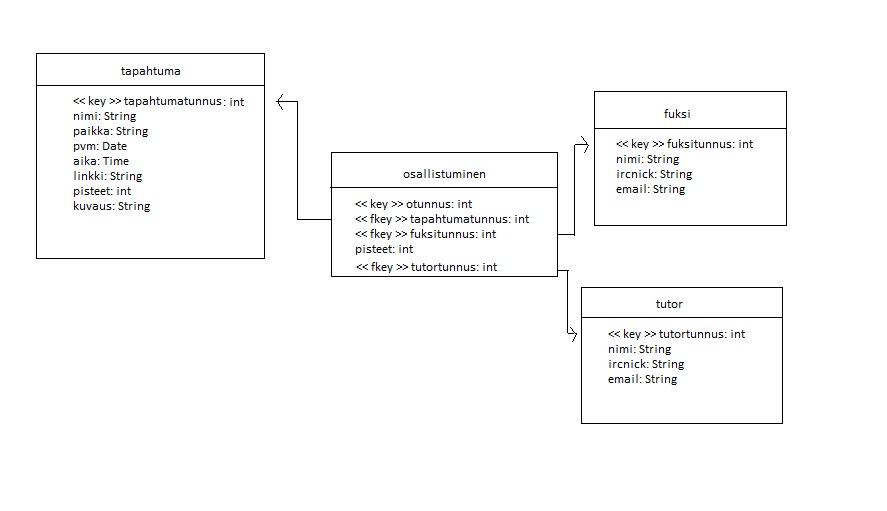 tapahtuma
<< key >> tapahtumatunnus: int
nimi: String
paikka: String
pvm: Date
aika: Time
linkki: String
pisteet: int
kuvaus: String
osallistuminen
<< key >> otunnus: int
<< fkey >> tapahtumatunnus: int
<< fkey >> fuksitunnus: int
pisteet: int
<< fkey >> tutortunnus: int
fuksi
<< key >> fuksitunnus: int
nimi: String
ircnick: String
email: String
tutor
<< key >> tutortunnus: int
nimi: String
ircnick: String
email: String